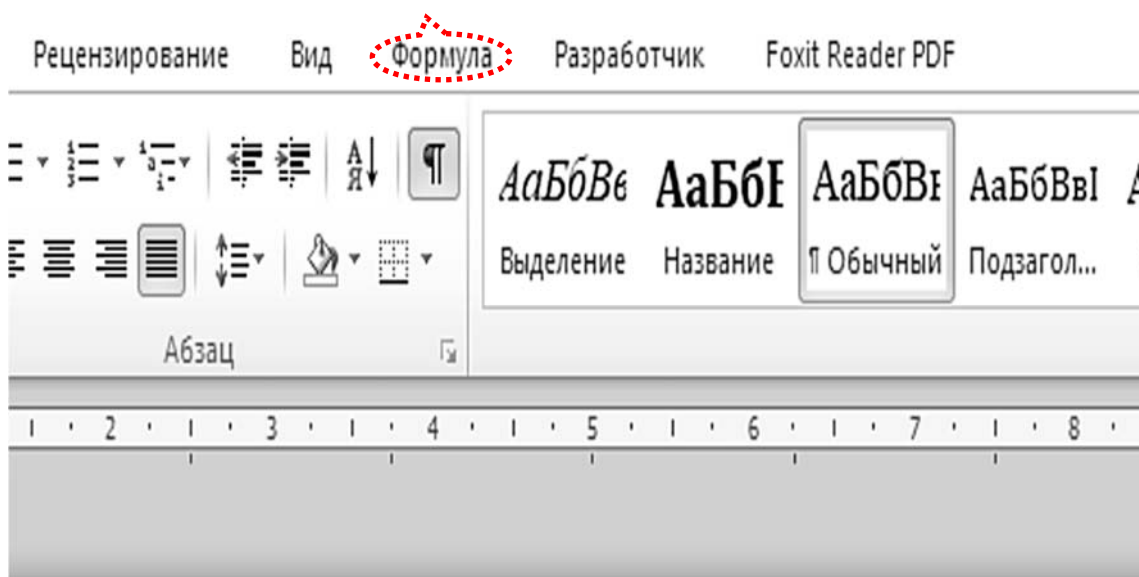 Рецензирование Вид Формула Разработчик Foxit Reader PDF
АаБбВв АаБбЕ АаБбВі АаБбВвІ
Выделение Название ¶ Обычный Подзагол...
Абзац
2 3 4 5 6 7 8